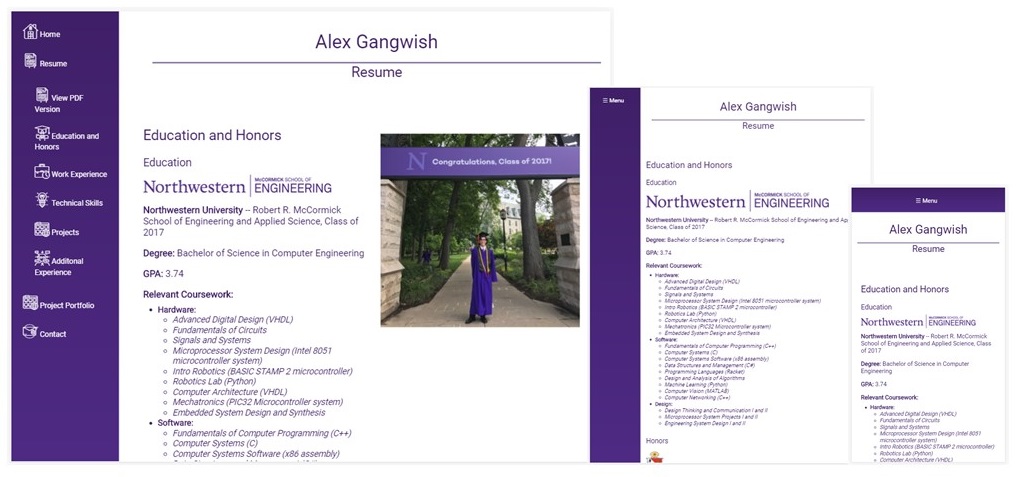 Home
Resume
View PDF
Version
Education and
Honors
Work Experience
Technical Skills
Projects
Additonal
Experience
Project Portfolio
Contact
Alex Gangwish
Resume
Education and Honors
Education
Northwestern | McCORMICK SCHOOL OF
ENGINEERING
Northwestern University -- Robert R. McCormick
School of Engineering and Applied Science, Class of
2017
Degree: Bachelor of Science in Computer Engineering
GPA: 3.74
Relevant Coursework:
Hardware:
Advanced Digital Design (VHDL)
Fundamentals of Circuits
Signals and Systems
Microprocessor System Design (Intel 8051
microcontroller system)
Intro Robotics (BASIC STAMP 2 microcontroller)
Robotics Lab (Python)
Computer Architecture (VHDL)
Mechatronics (PIC32 Microcontroller system)
Embedded System Design and Synthesis
Software:
Fundamentals of Computer Programming (C++)
Computer Systems (C)
Computer Systems Software (x86 assembly)
N Congratulations, Class of 2017!
☰ Menu
Alex Gangwish
Resume
Education and Honors
Education
Northwestern | McCORMICK SCHOOL OF
ENGINEERING
Northwestern University -- Robert R. McCormick School of Engineering and Ap
Science, Class of 2017
Degree: Bachelor of Science in Computer Engineering
GPA: 3.74
Relevant Coursework:
Hardware:
Advanced Digital Design (VHDL)
Fundamentals of Circuits
Signals and Systems
Microprocessor System Design (Intel 8051 microcontroller system)
Intro Robotics (BASIC STAMP 2 microcontroller)
Robotics Lab (Python)
Computer Architecture (VHDL)
Mechatronics (PIC32 Microcontroller system)
Embedded System Design and Synthesis
Software:
Fundamentals of Computer Programming (C++)
Computer Systems (C)
Computer Systems Software (x86 assembly)
Data Structures and Management (C#)
Programming Languages (Racket)
Design and Analysis of Algorithms
Machine Learning (Python)
Computer Vision (MATLAB)
Computer Networking (C++)
Design:
Design Thinking and Communication I and II
Microprocessor System Projects I and II
Engineering System Design I and II
Honors
☰ Menu
Alex Gangwish
Resume
Education and Honors
Education
Northwestern | McCORMICK SCHOOL OF
ENGINEERING
Northwestern University -- Robert R. McCormick
School of Engineering and Applied Science, Class
of 2017
Degree: Bachelor of Science in Computer
Engineering
GPA: 3.74
Relevant Coursework:
Hardware:
Advanced Digital Design (VHDL)
Fundamentals of Circuits
Signals and Systems
Microprocessor System Design (Intel 8051
microcontroller system)
Intro Robotics (BASIC STAMP 2 microcontroller)
Robotics Lab (Python)
Computer Architecture (VHDL)